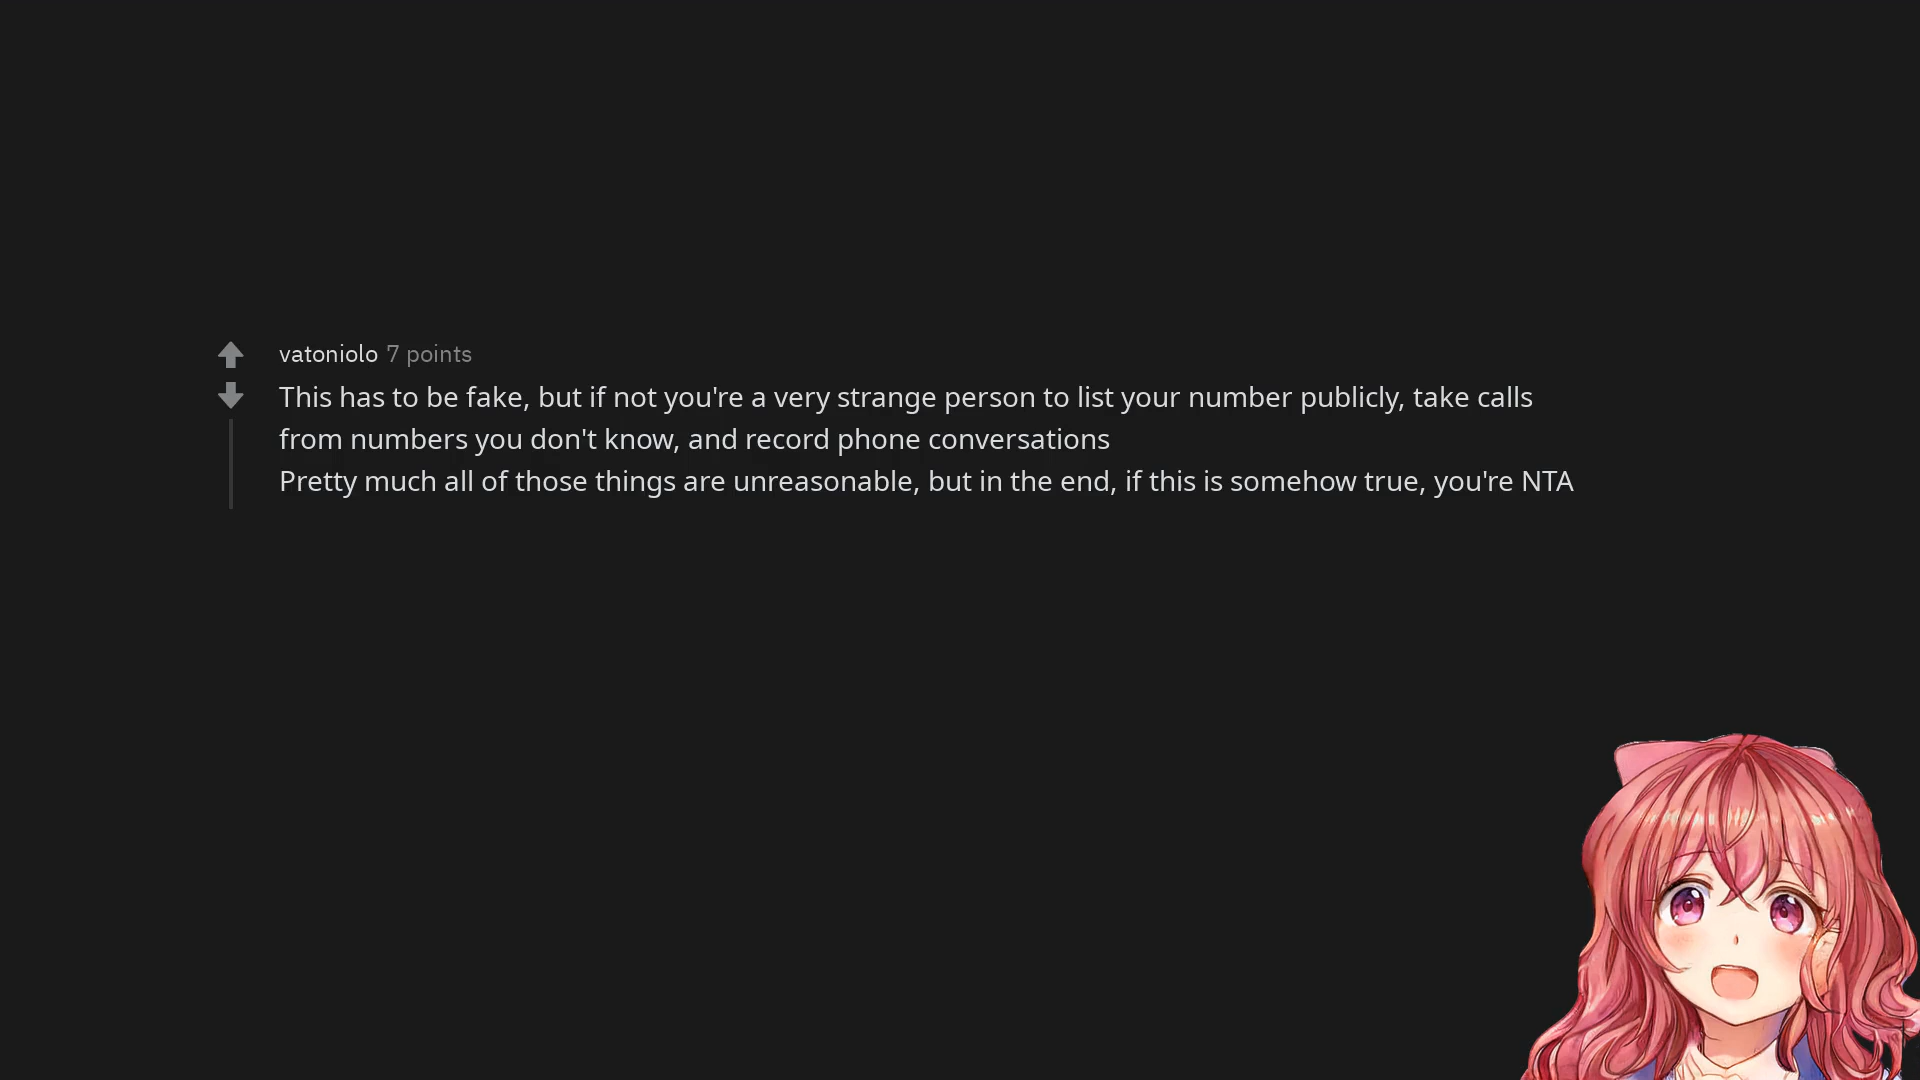 vatoniolo 7 points
This has to be fake, but if not you're a very strange person to list your number publicly, take calls
from numbers you don't know, and record phone conversations
Pretty much all of those things are unreasonable, but in the end, if this is somehow true, you're NTA